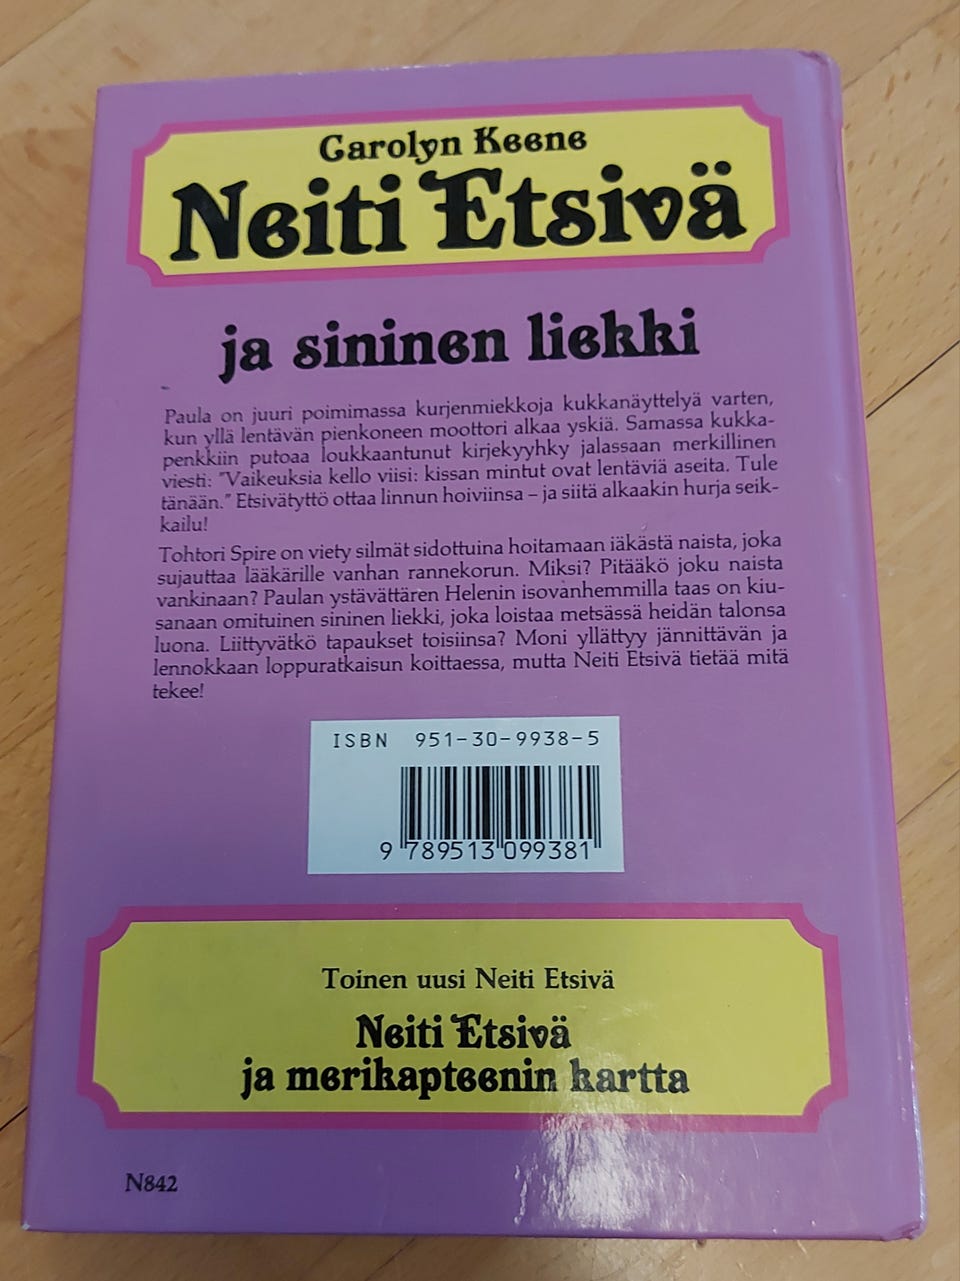 Carolyn Keene
Neiti Etsivä
ja sininen liekki
Paula on juuri poimimassa kurjenmiekkoja kukkanäyttelyä varten,
kun yllä lentävän pienkoneen moottori alkaa yskiä. Samassa kukka-
penkkiin putoaa loukkaantunut kirjekyyhky jalassaan merkillinen
viesti: "Vaikeuksia kello viisi: kissan mintut ovat lentäviä aseita. Tule
tänään." Etsivätyttö ottaa linnun hoiviinsa – ja siitä alkaakin hurja seik-
kailu!
Tohtori Spire on viety silmät sidottuina hoitamaan iäkästä naista, joka
sujauttaa lääkärille vanhan rannekorun. Miksi? Pitääkö joku naista
vankinaan? Paulan ystävättären Helenin isovanhemmilla taas on kiu-
sanaan omituinen sininen liekki, joka loistaa metsässä heidän talonsa
luona. Liittyvätkö tapaukset toisiinsa? Moni yllättyy jännittävän ja
lennokkaan loppuratkaisun koittaessa, mutta Neiti Etsivä tietää mitä
tekee!
ISBN 951-30-9938-5
9 789513 099381
Toinen uusi Neiti Etsivä
Neiti Etsivä
ja merikapteenin kartta
N842